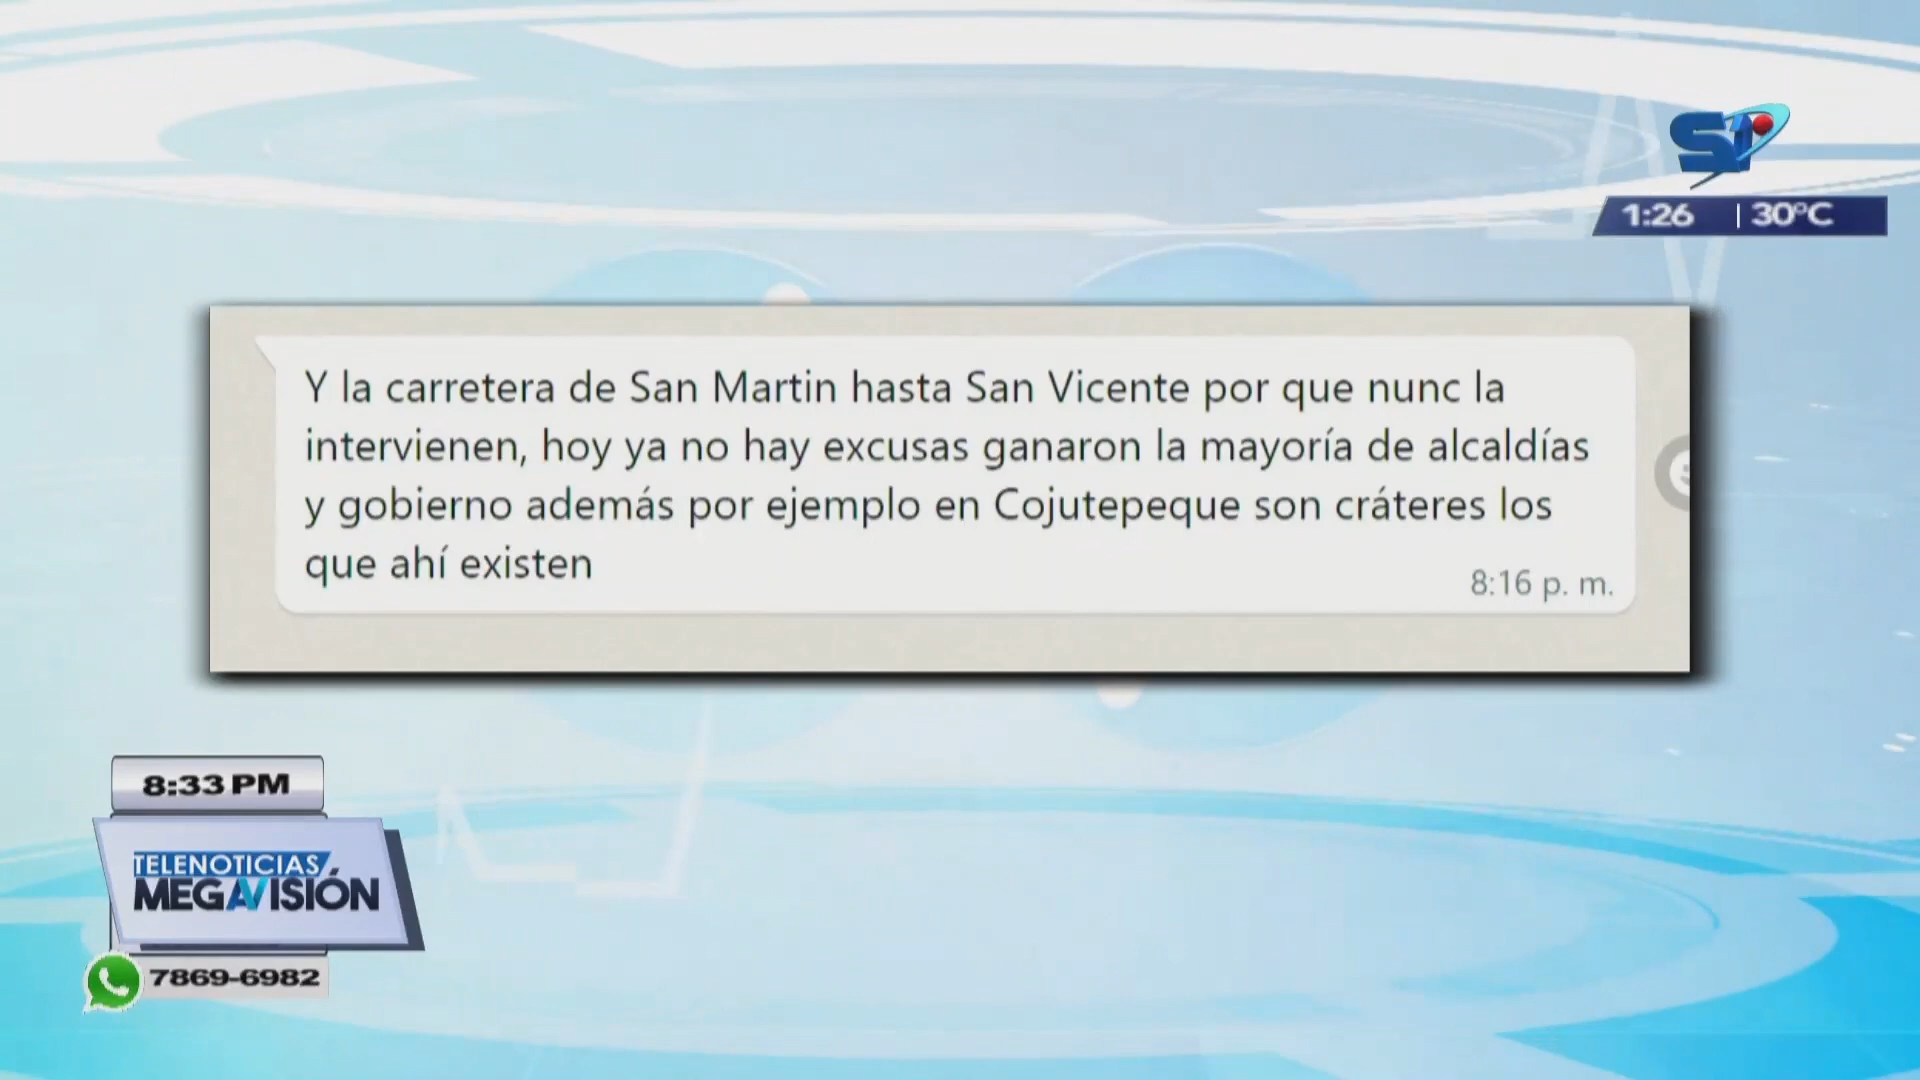 S1
1:26 | 30°C
Y la carretera de San Martin hasta San Vicente por que nunc la
intervienen, hoy ya no hay excusas ganaron la mayoría de alcaldías
y gobierno además por ejemplo en Cojutepeque son cráteres los
que ahí existen
8:16 p. m.
8:33 PM
TELENOTICIAS
MEGAVISIÓN
7869-6982